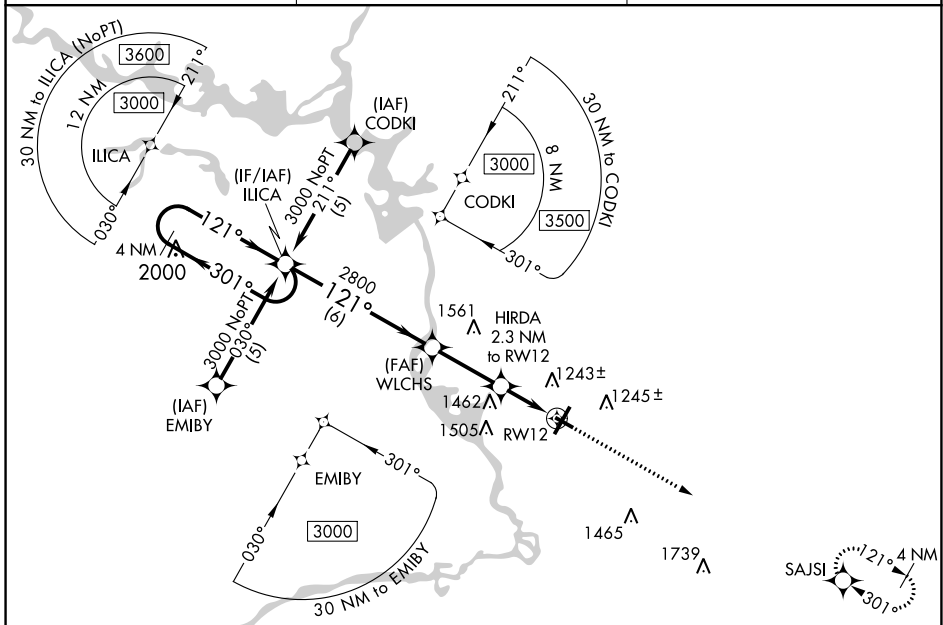 30 NM to ILICA (NoPT)
3600
211°
12 NM
3000
ILICA
030°
(IAF)
CODKI
3000 NoPT
211°
(5)
(IF/IAF)
ILICA
211°
30 NM to CODKI
3000
8 NM
CODKI
3500
301°
121°
4 NM
2000
301°
2800
121°
(6)
3000 NoPT
030°
(5)
(IAF)
EMIBY
1561
HIRDA
2.3 NM
to RW12
(FAF)
WLCHS
1243±
1462
1245±
1505
RW12
EMIBY
301°
3000
030°
30 NM to EMIBY
1465
1739
SAJSI
121°
4 NM
301°